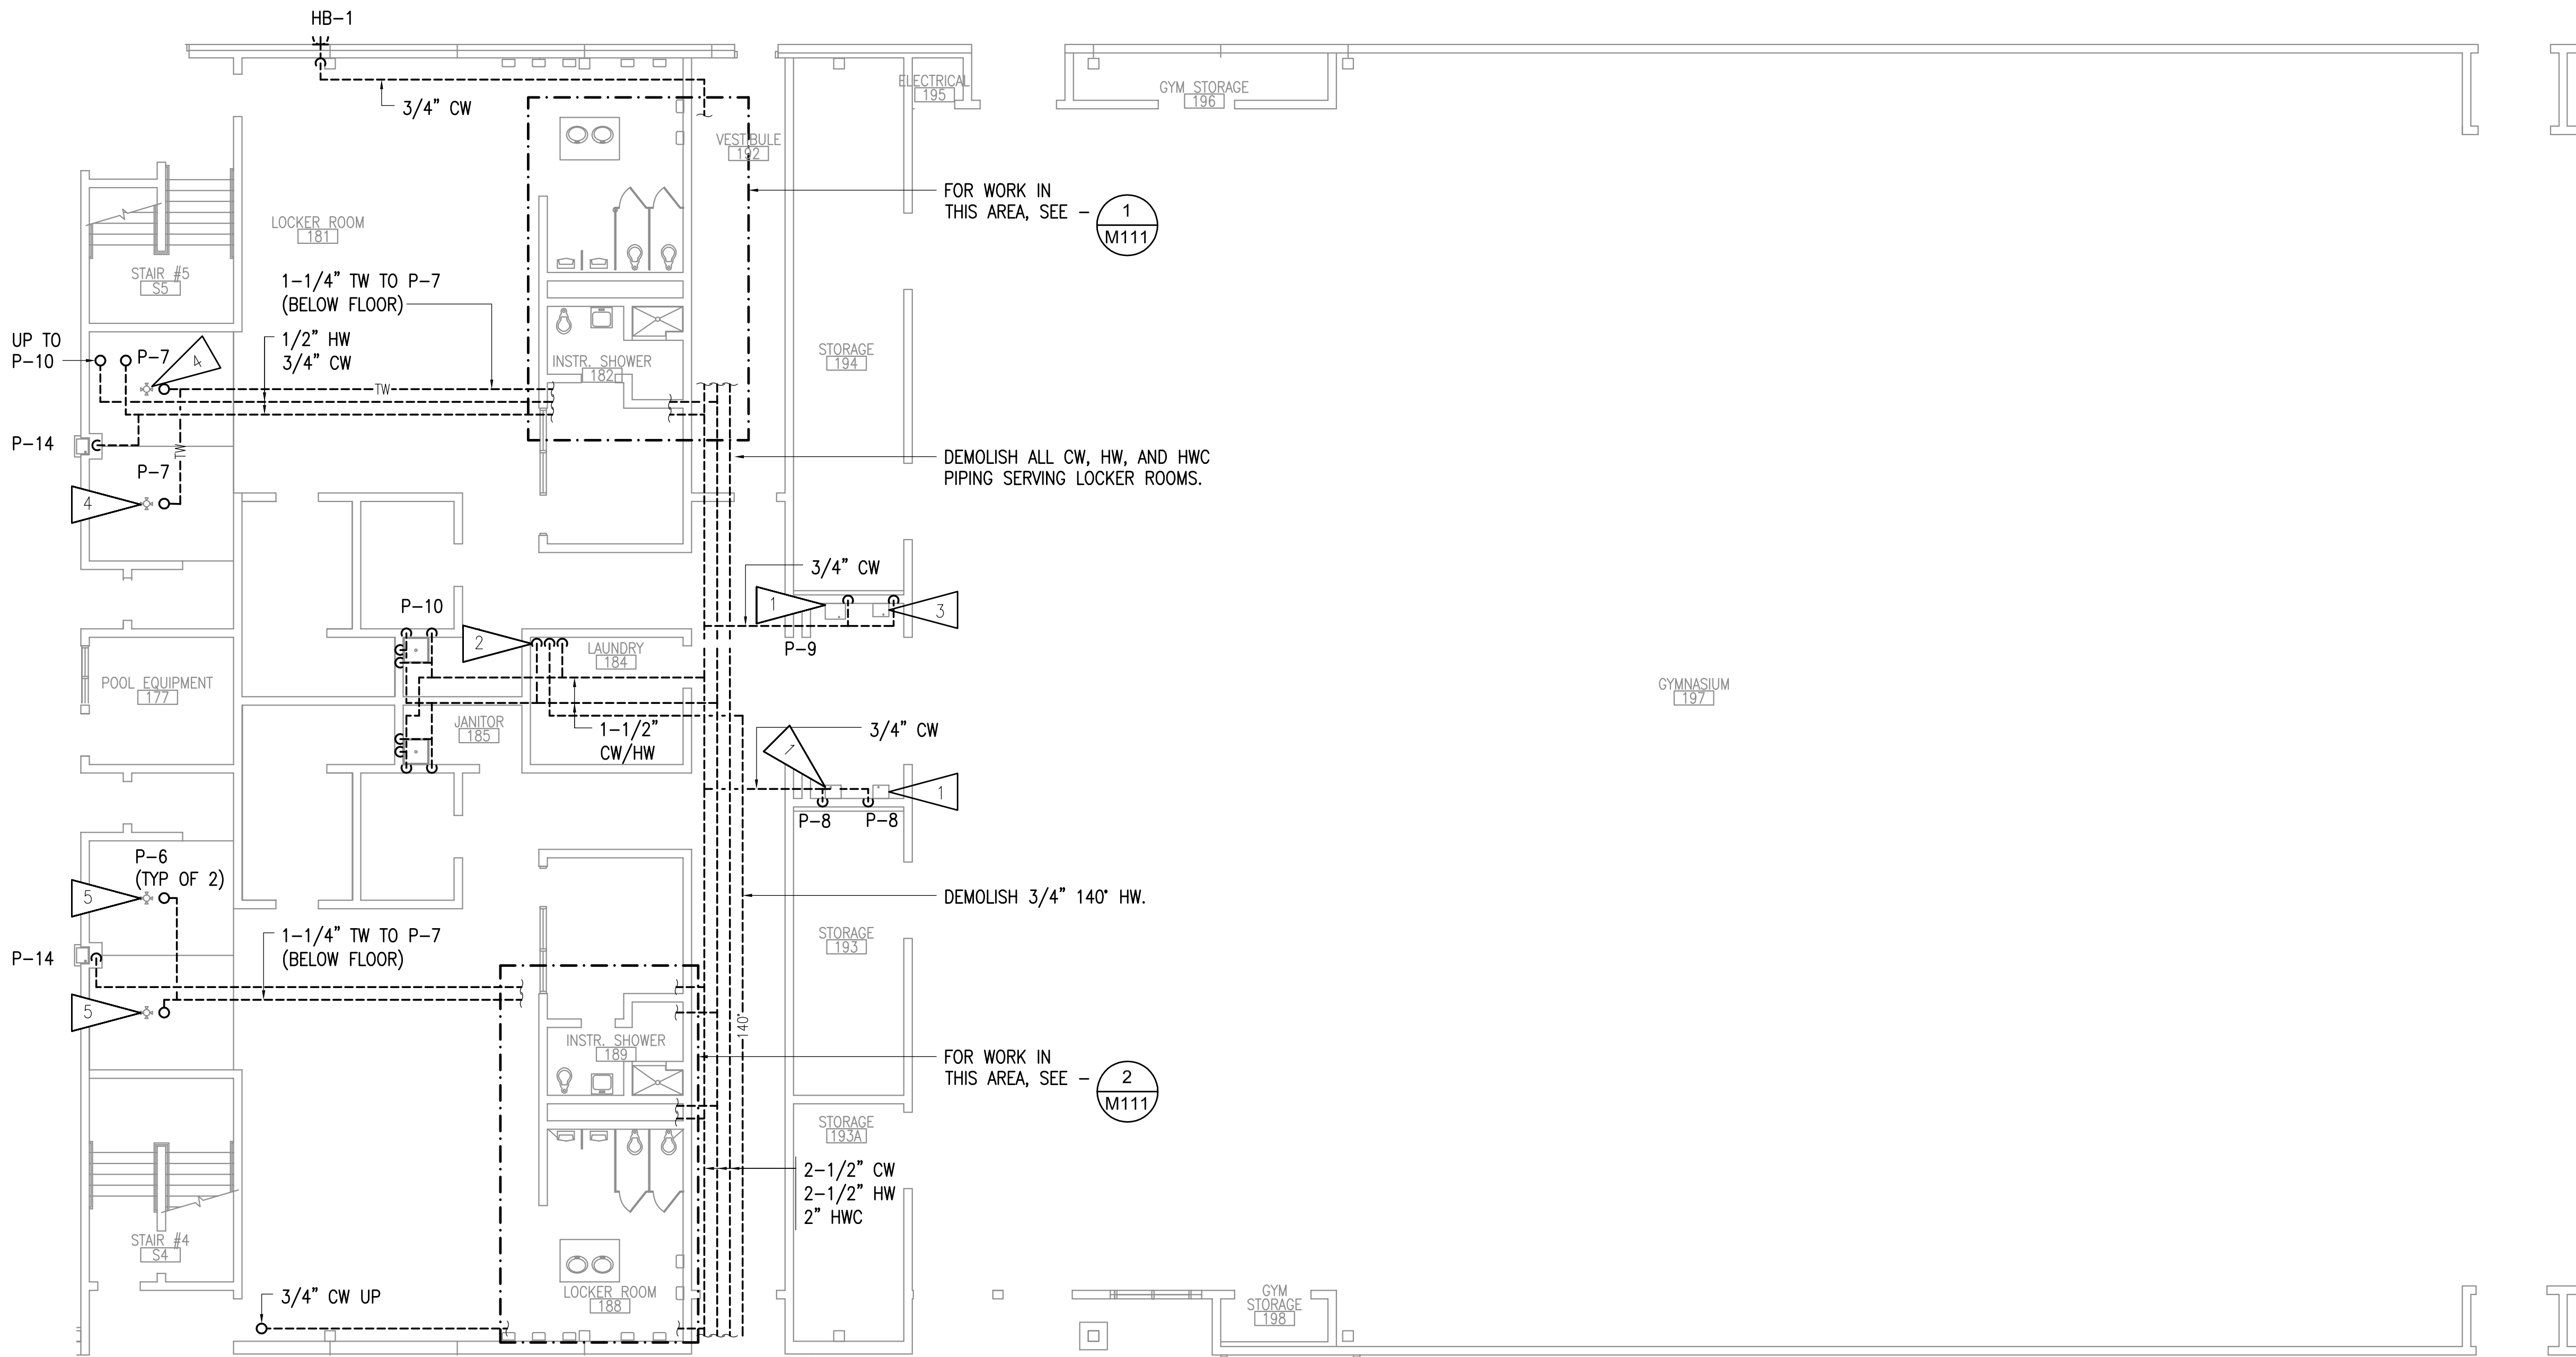 HB-1
3/4" CW
ELECTRICAL
195
GYM STORAGE
196
VESTIBULE
192
FOR WORK IN
THIS AREA, SEE -
1
M111
LOCKER ROOM
181
STAIR #5
S5
1-1/4" TW TO P-7
(BELOW FLOOR)
1/2" HW
3/4" CW
UP TO
P-10
P-7
4
TW
INSTR. SHOWER
182
STORAGE
194
P-14
TW
P-7
4
DEMOLISH ALL CW, HW, AND HWC
PIPING SERVING LOCKER ROOMS.
3/4" CW
1
3
P-9
P-10
2
LAUNDRY
184
POOL EQUIPMENT
177
JANITOR
185
1-1/2"
CW/HW
3/4" CW
1
1
P-8
P-8
GYMNASIUM
197
P-6
(TYP OF 2)
5
DEMOLISH 3/4" 140° HW.
1-1/4" TW TO P-7
(BELOW FLOOR)
P-14
5
STORAGE
193
140°
INSTR. SHOWER
189
FOR WORK IN
THIS AREA, SEE -
2
M111
STORAGE
193A
2-1/2" CW
2-1/2" HW
2" HWC
STAIR #4
S4
3/4" CW UP
LOCKER ROOM
188
GYM
STORAGE
198